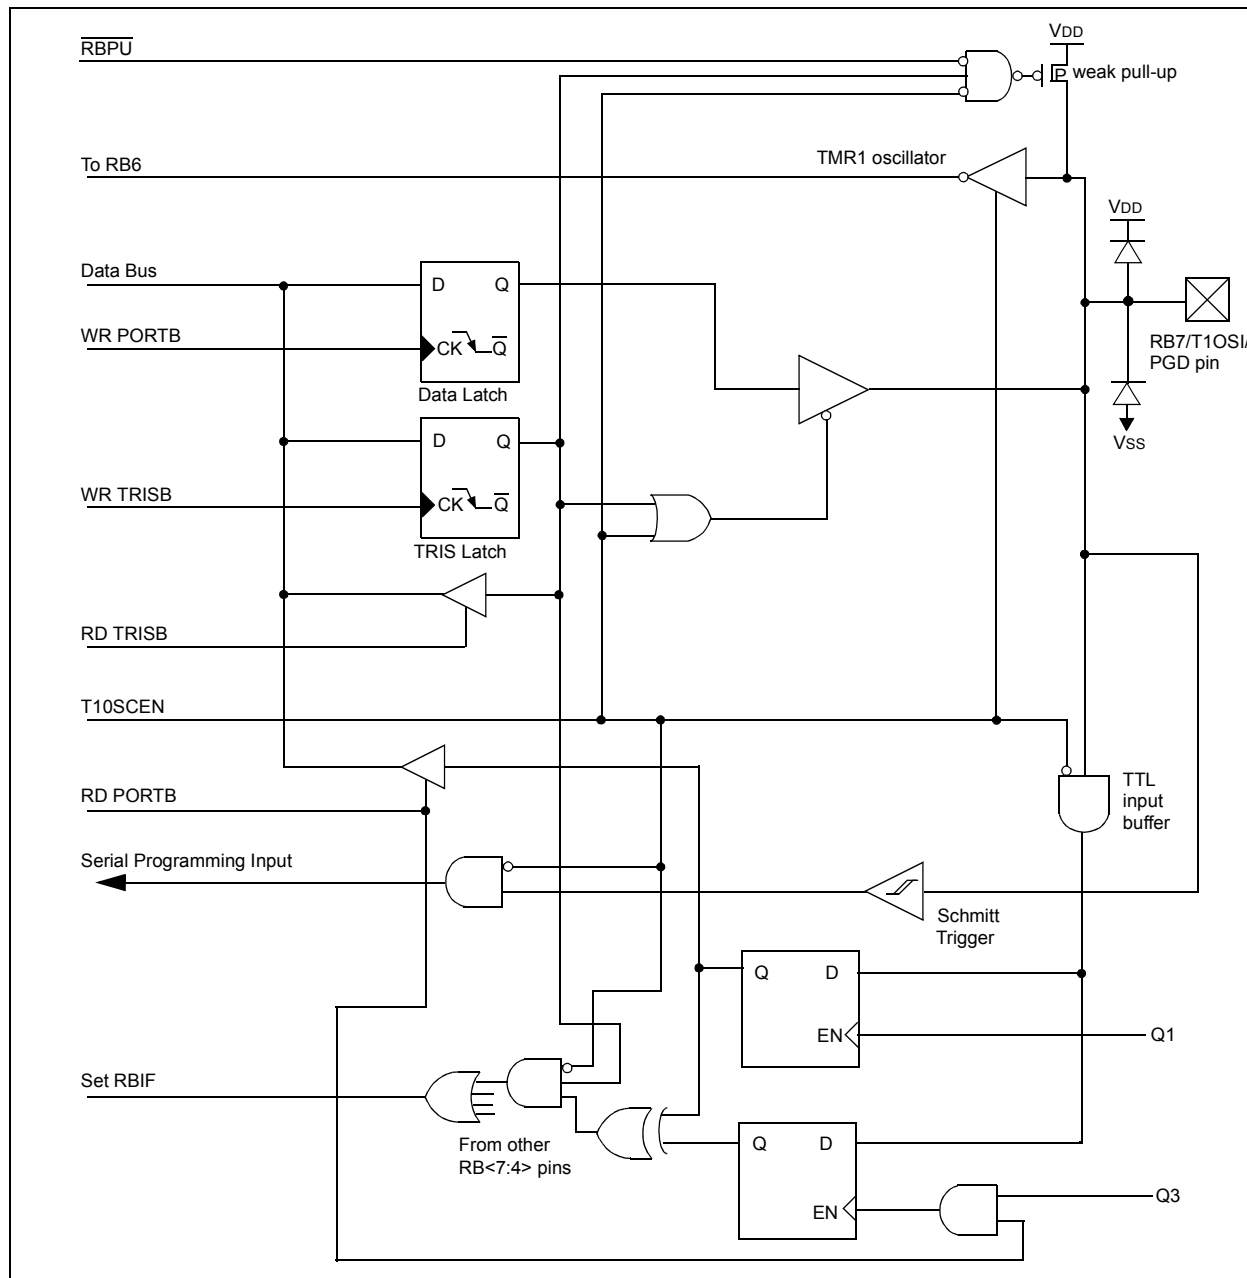 RBPU
VDD
P weak pull-up
To RB6
TMR1 oscillator
VDD
Data Bus
D Q
WR PORTB
CK Q
RB7/T1OSI/
PGD pin
Data Latch
D Q
VSS
WR TRISB
CK Q
TRIS Latch
RD TRISB
T10SCEN
RD PORTB
TTL
input
buffer
Serial Programming Input
Schmitt
Trigger
Q D
EN
Q1
Set RBIF
From other
RB<7:4> pins
Q D
EN
Q3